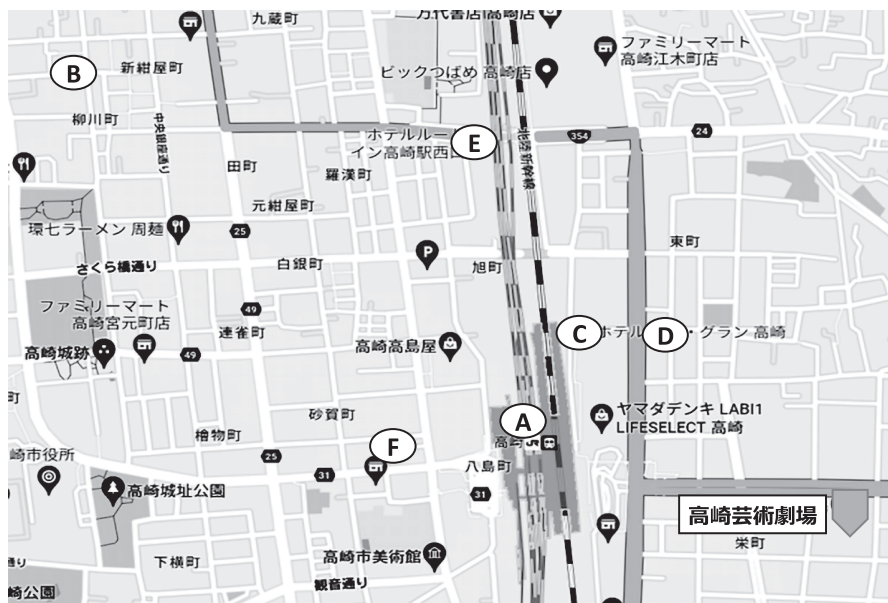 九蔵町
万代書店 高崎店
ファミリーマート
高崎江木町店
B
新紺屋町
ビックつばめ 高崎店
柳川町
中央銀座通り
ホテルルー
イン高崎駅西口
E
北陸新幹線
354
24
田町
羅漢町
元紺屋町
環七ラーメン 周麺
25
東町
さくら橋通り
白銀町
P
旭町
ファミリーマート
高崎宮元町店
49
連雀町
C
ホテル
D
・グラン 高崎
高崎城跡
49
高崎高島屋
町
砂賀町
A
ヤマダデンキ LABI1
LIFESELECT 高崎
檜物町
高崎
F
崎市役所
25
31
八島町
31
高崎城址公園
高崎芸術劇場
栄町
下横町
高崎市美術館
通り
観音通り
崎公園